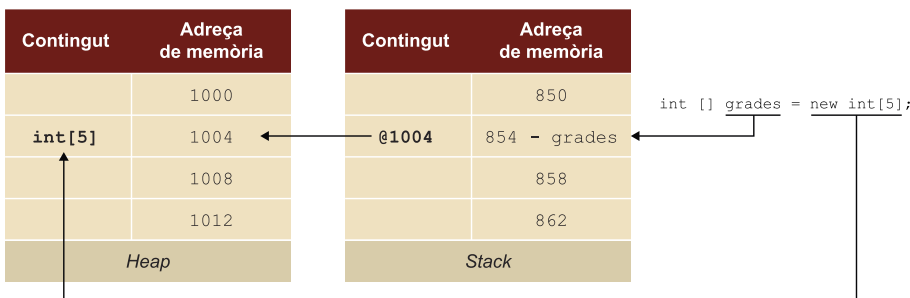 Contingut Adreça de memòria
1000
int[5] 1004
1008
1012
Heap
Contingut Adreça de memòria
850
@1004 854 - grades
858
862
Stack
int [] grades = new int[5];